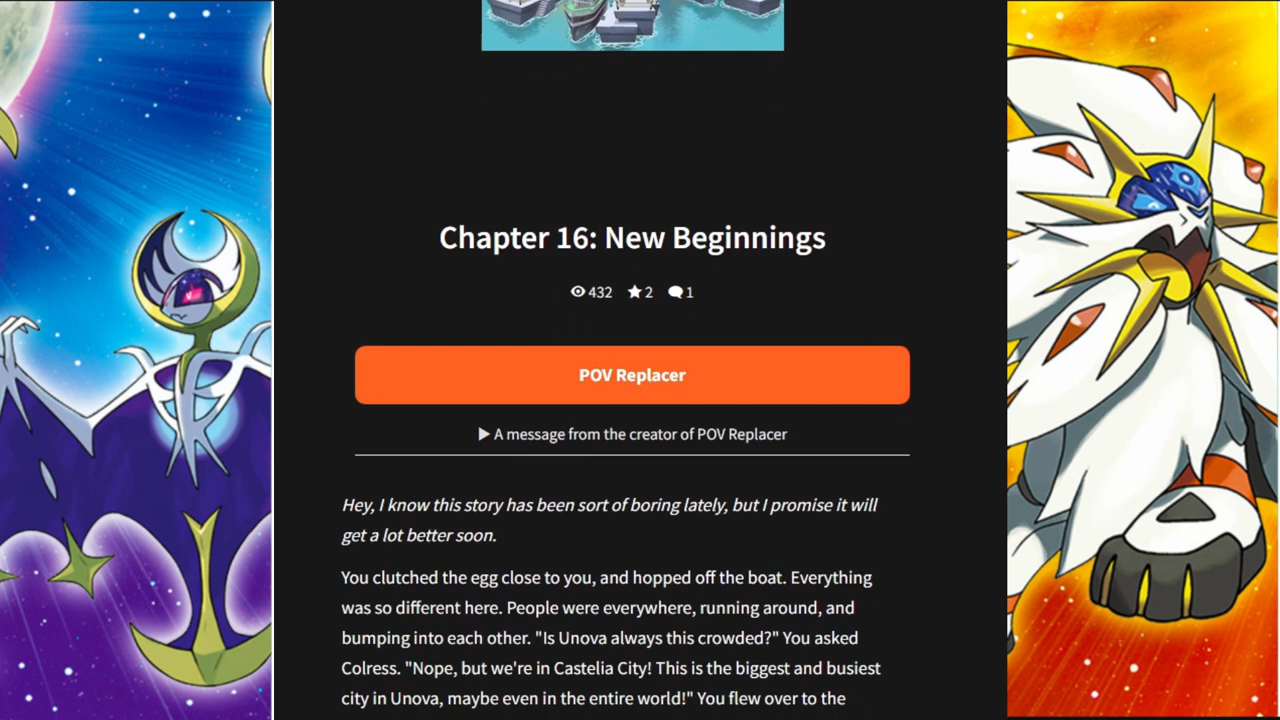 Chapter 16: New Beginnings
432 2 1
POV Replacer
▶ A message from the creator of POV Replacer
Hey, I know this story has been sort of boring lately, but I promise it will
get a lot better soon.
You clutched the egg close to you, and hopped off the boat. Everything
was so different here. People were everywhere, running around, and
bumping into each other. "Is Unova always this crowded?" You asked
Colress. "Nope, but we're in Castelia City! This is the biggest and busiest
city in Unova, maybe even in the entire world!" You flew over to the